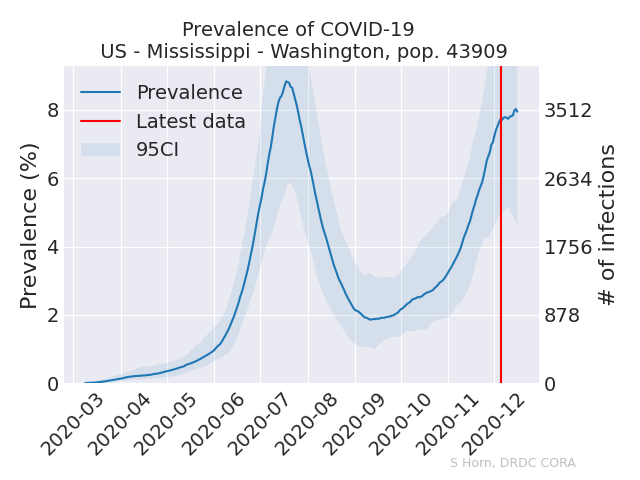 Prevalence of COVID-19
US - Mississippi - Washington, pop. 43909
Prevalence
Latest data
95CI
Prevalence (%)
8
6
4
2
0
3512
2634
1756
878
0
# of infections
2020-03
2020-04
2020-05
2020-06
2020-07
2020-08
2020-09
2020-10
2020-11
2020-12
S Horn, DRDC CORA